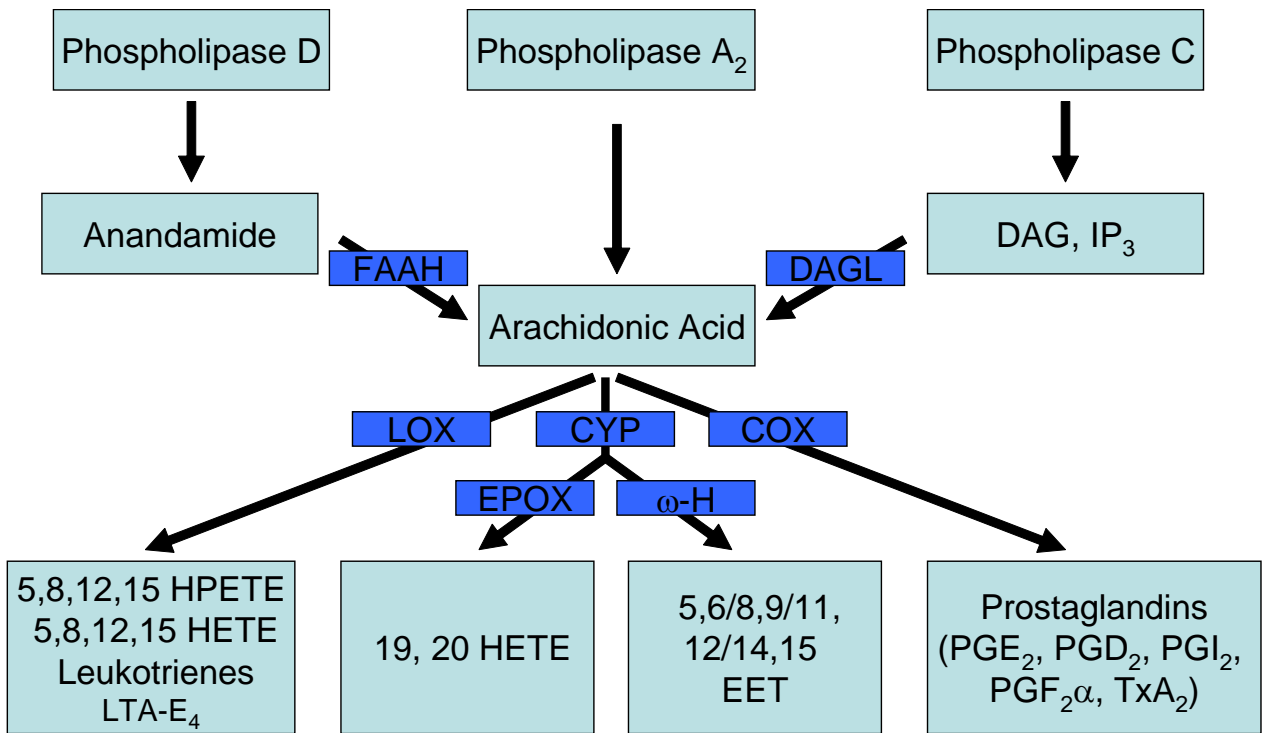 Phospholipase D
Phospholipase A₂
Phospholipase C
Anandamide
DAG, IP₃
FAAH
DAGL
Arachidonic Acid
LOX
CYP
COX
EPOX
ω-H
5,8,12,15 HPETE
5,8,12,15 HETE
Leukotrienes
LTA-E₄
19, 20 HETE
5,6/8,9/11,
12/14,15
EET
Prostaglandins
(PGE₂, PGD₂, PGI₂,
PGF₂α, TxA₂)